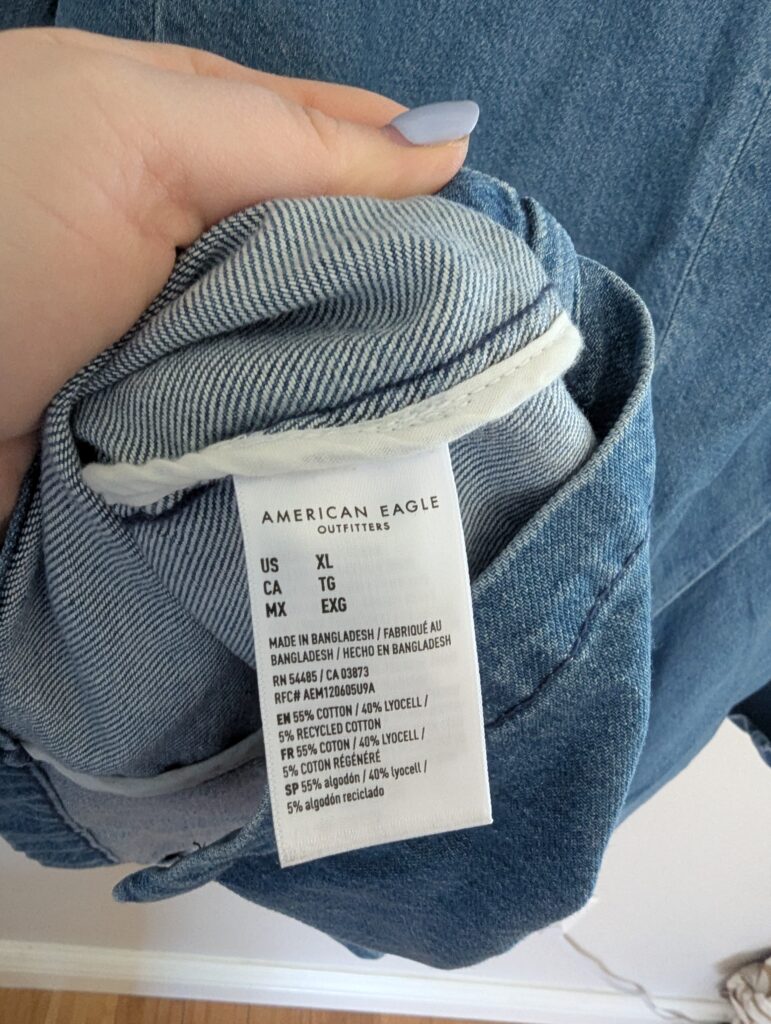 AMERICAN EAGLE
OUTFITTERS
US XL
CA TG
MX EXG
MADE IN BANGLADESH / FABRIQUÉ AU
BANGLADESH / HECHO EN BANGLADESH
RN 54485 / CA 03873
RFC# AEM120605U9A
EN 55% COTTON / 40% LYOCELL /
5% RECYCLED COTTON
FR 55% COTON / 40% LYOCELL /
5% COTON RÉGÉNÉRÉ
SP 55% algodón / 40% lyocell /
5% algodón reciclado